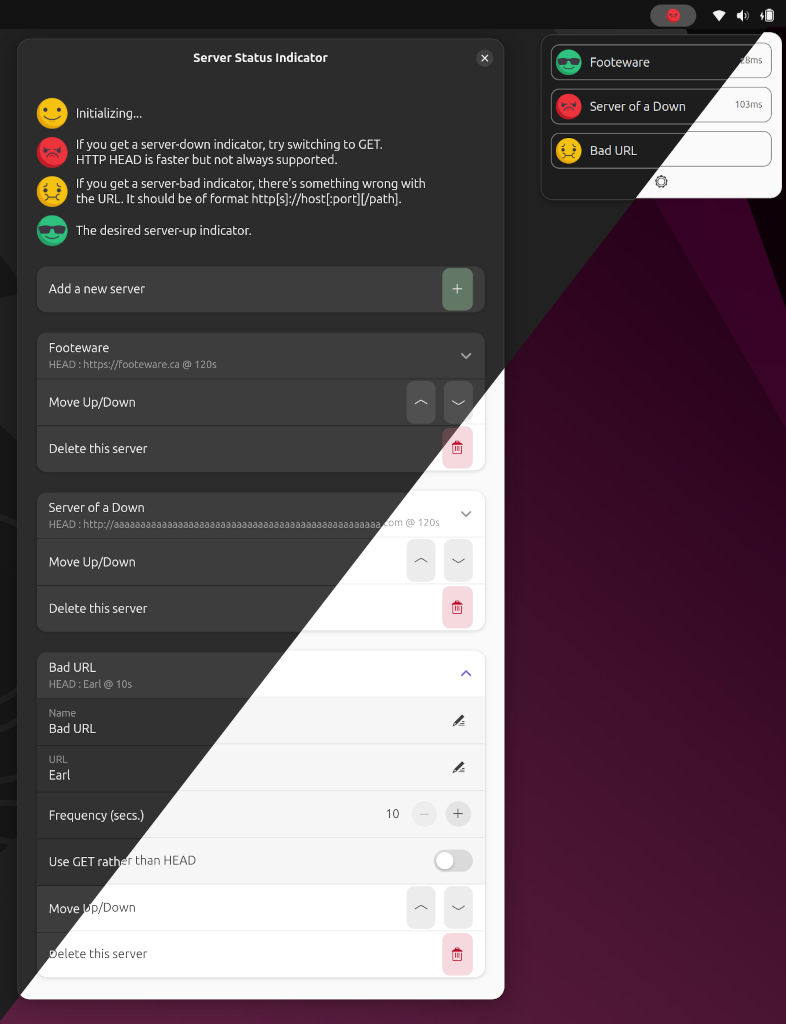 Server Status Indicator
Initializing...
If you get a server-down indicator, try switching to GET.
HTTP HEAD is faster but not always supported.
If you get a server-bad indicator, there's something wrong with
the URL. It should be of format http[s]://host[:port][/path].
The desired server-up indicator.
Add a new server
Footeware
HEAD : https://footeware.ca @ 120s
Move Up/Down
Delete this server
Server of a Down
HEAD : http://aaaaaaaaaaaaaaaaaaaaaaaaaaaaaaaaaaaaaaaaaaaaaaaaaa.com @ 120s
Move Up/Down
Delete this server
Bad URL
HEAD : Earl @ 10s
Name
Bad URL
URL
Earl
Frequency (secs.) 10
Use GET rather than HEAD
Move Up/Down
Delete this server
Footeware
Server of a Down 103ms
Bad URL